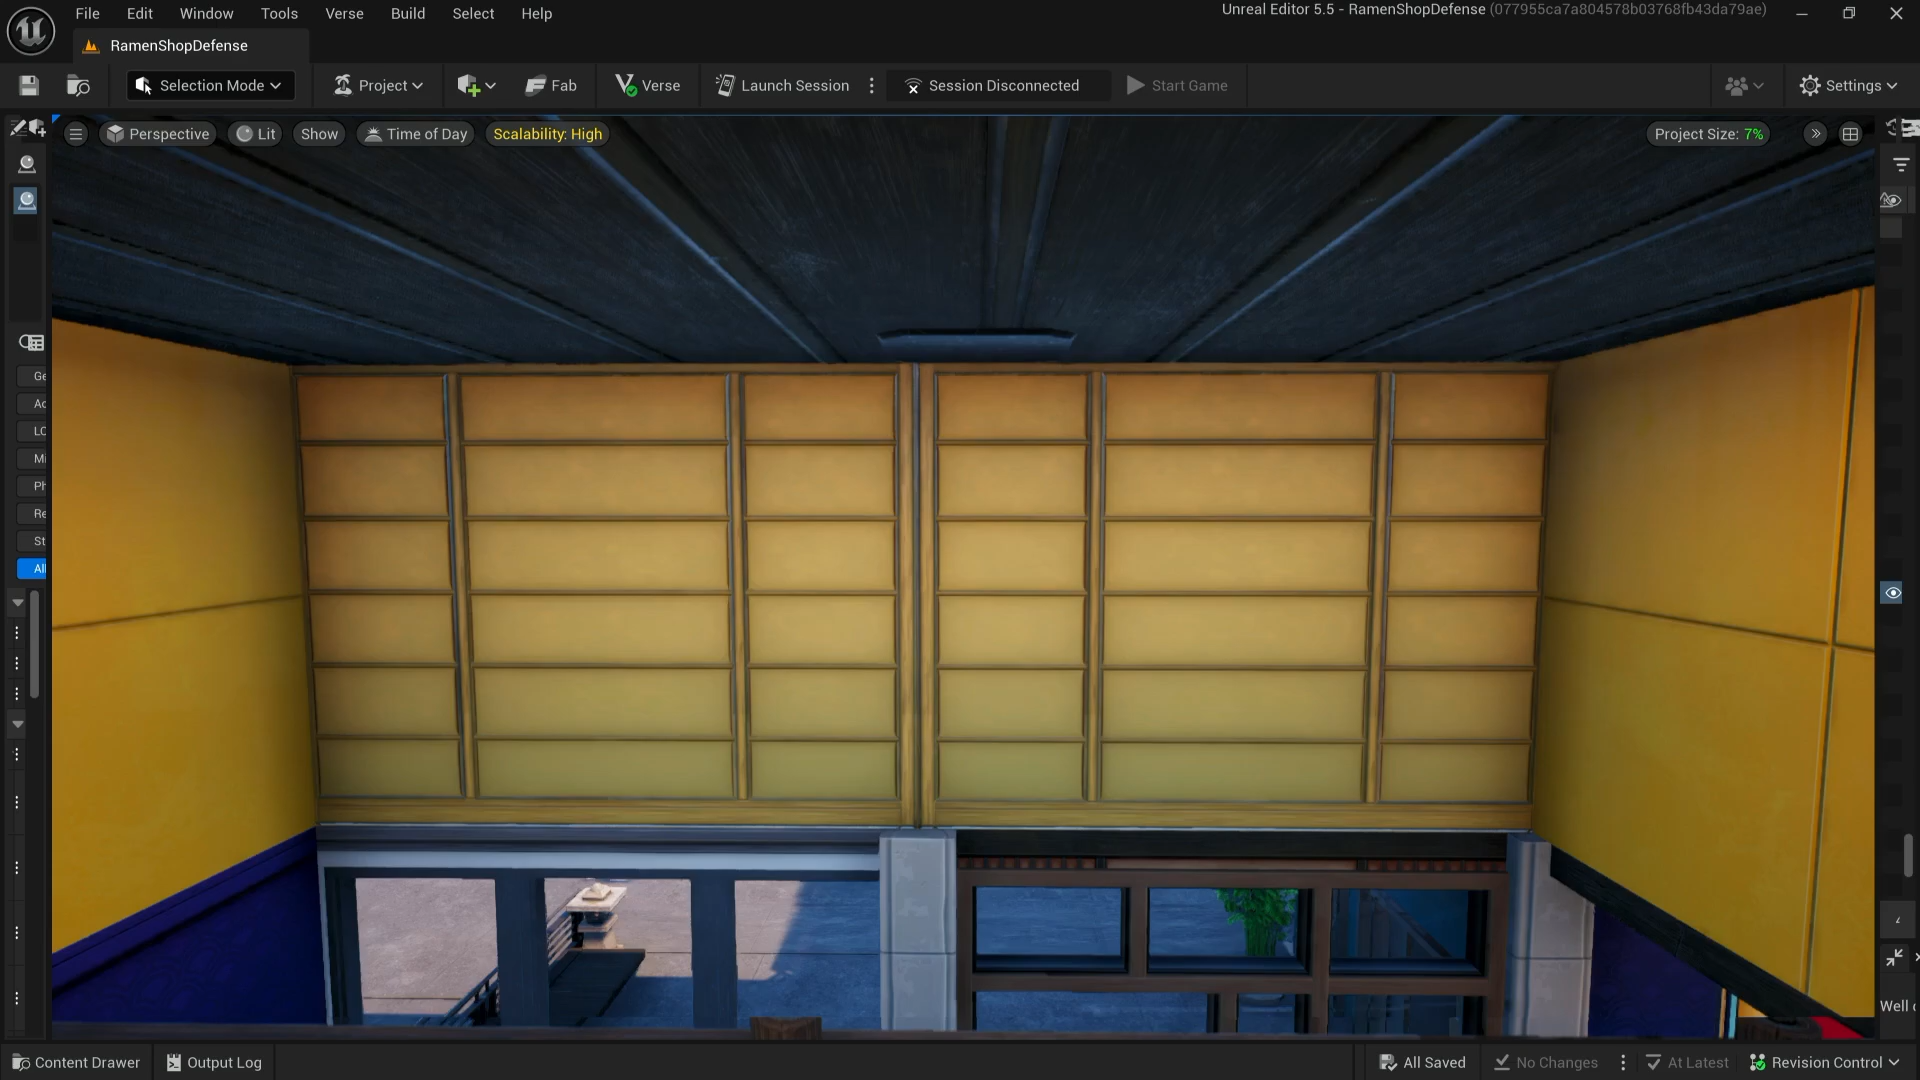 File Edit Window Tools Verse Build Select Help
Unreal Editor 5.5 - RamenShopDefense (077955ca7a804578b03768fb43da79ae)
RamenShopDefense
Selection Mode Project Fab Verse Launch Session Session Disconnected Start Game Settings
Perspective Lit Show Time of Day Scalability: High Project Size: 7%
Ge
Ac
LO
Mi
Ph
Re
St
All
Well
Content Drawer Output Log All Saved No Changes At Latest Revision Control